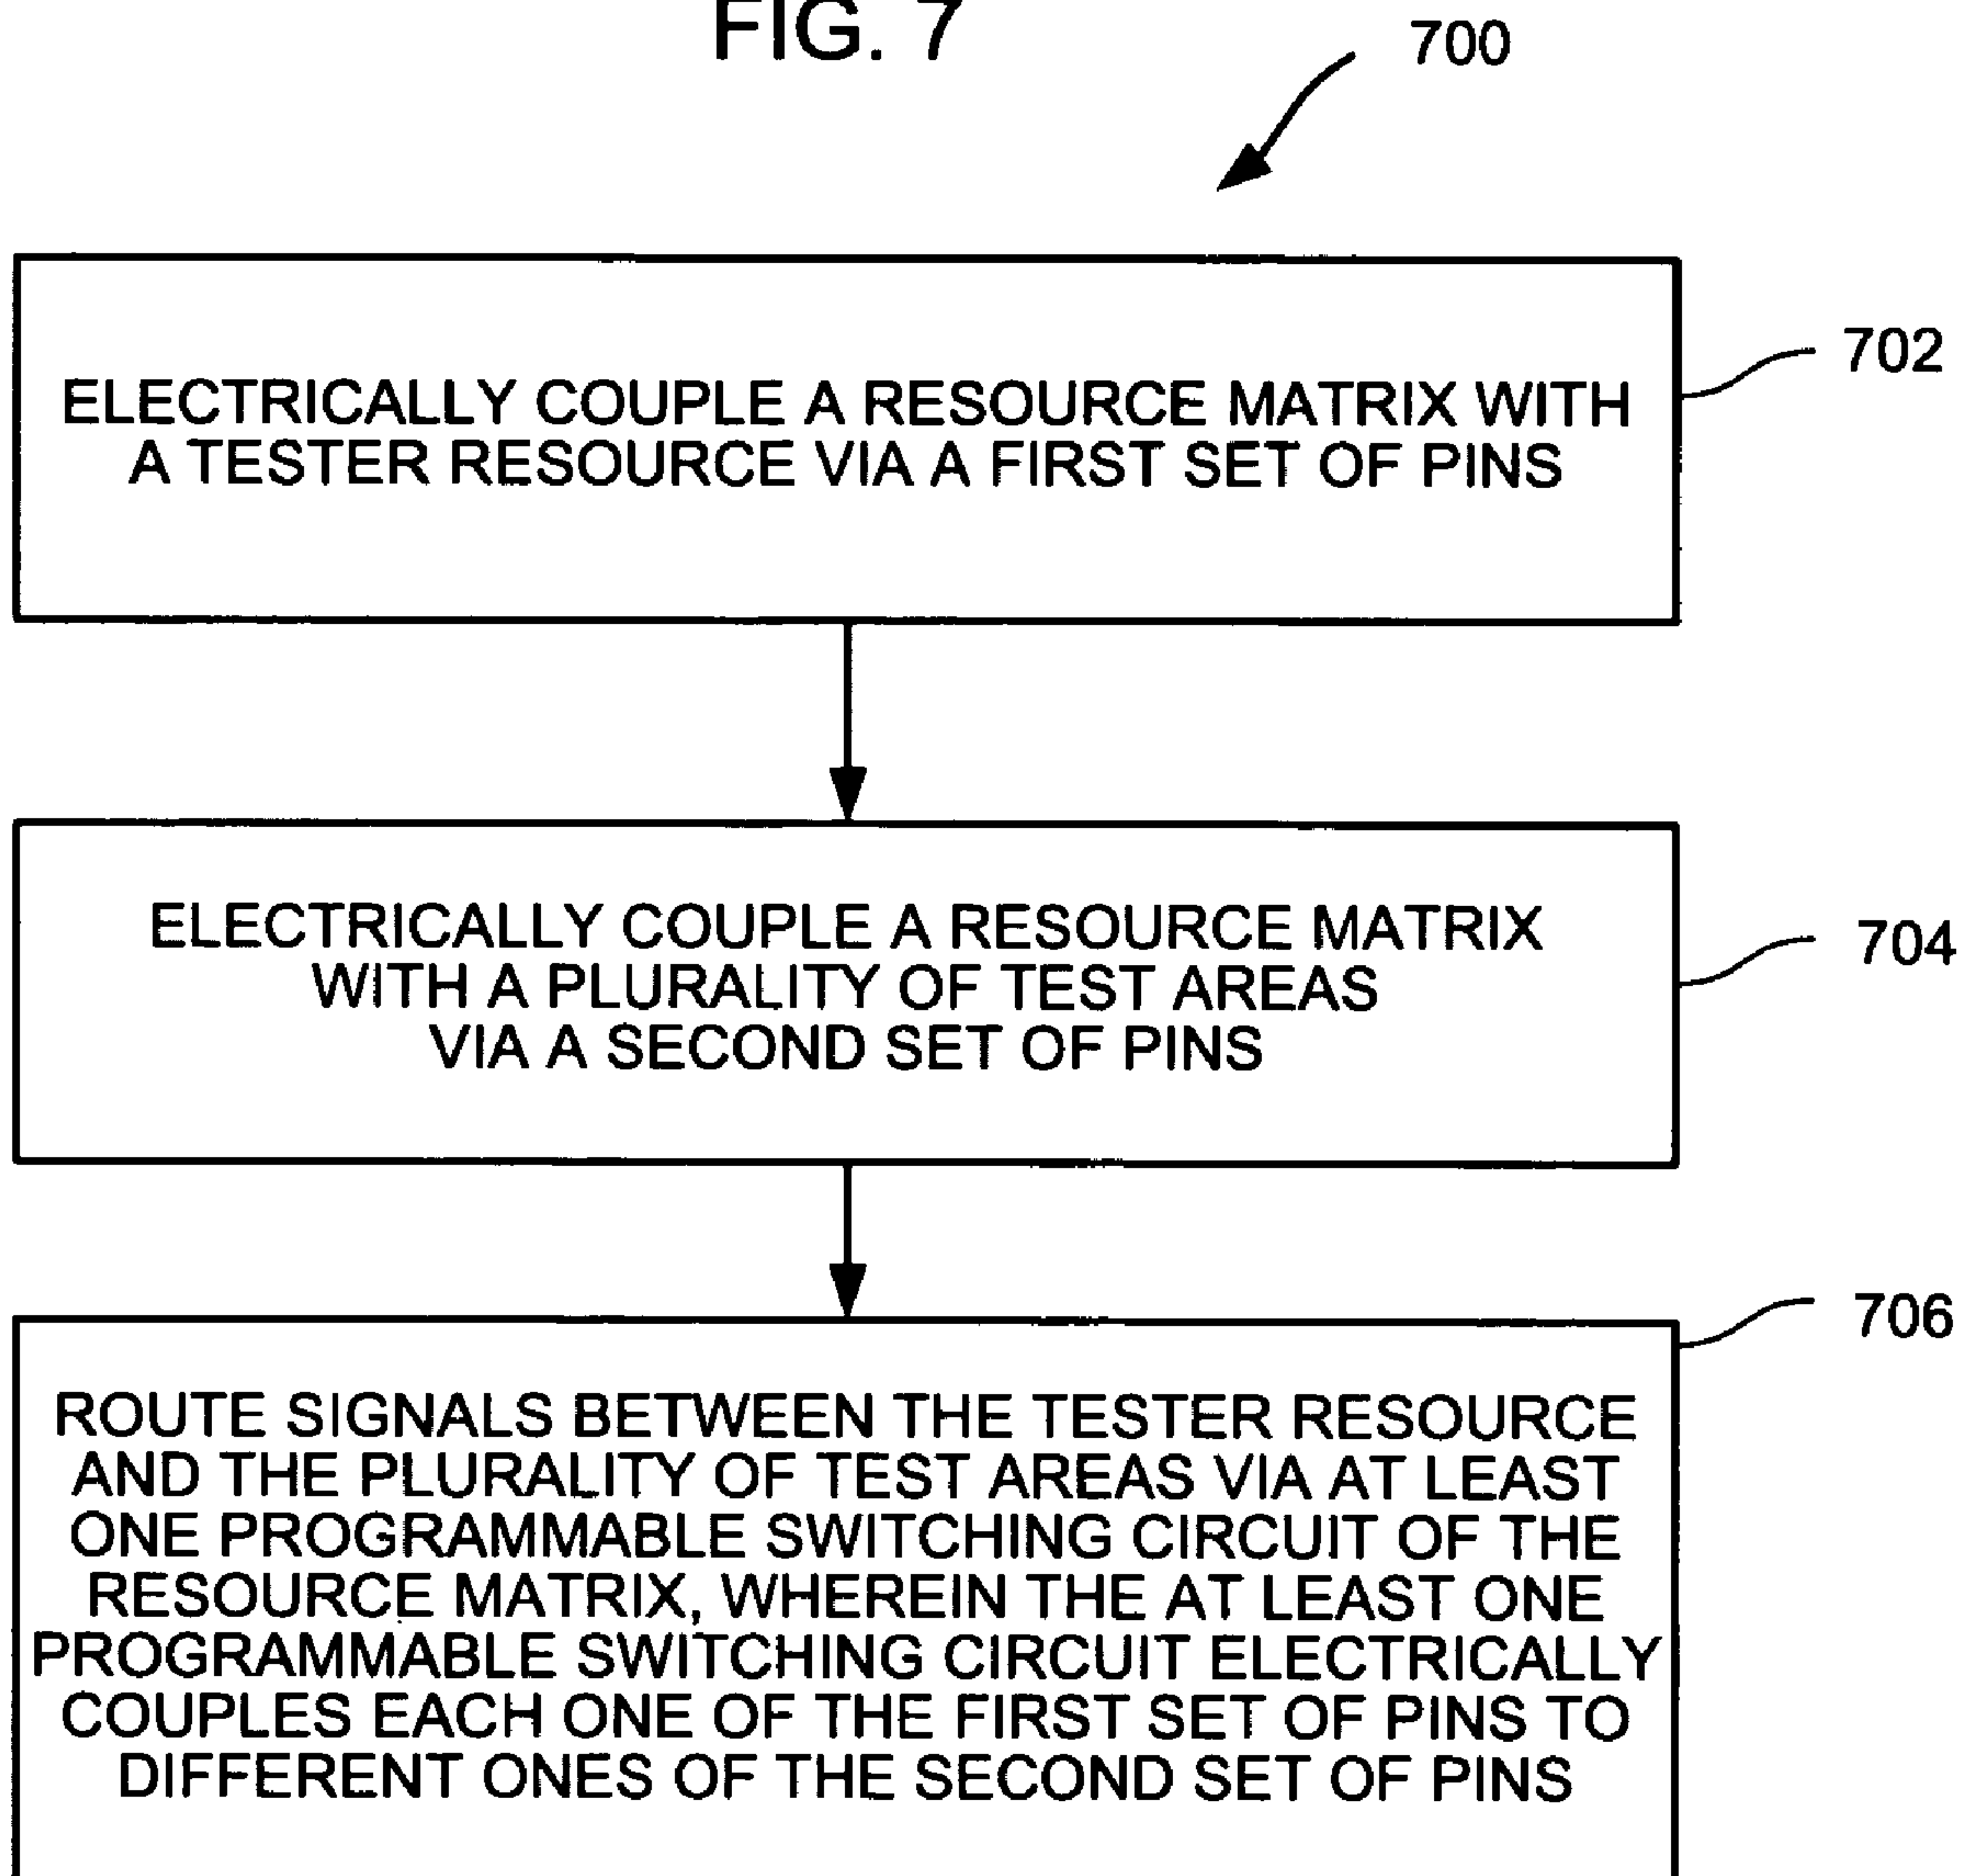 FIG. 7
700
702
ELECTRICALLY COUPLE A RESOURCE MATRIX WITH
A TESTER RESOURCE VIA A FIRST SET OF PINS
704
ELECTRICALLY COUPLE A RESOURCE MATRIX
WITH A PLURALITY OF TEST AREAS
VIA A SECOND SET OF PINS
706
ROUTE SIGNALS BETWEEN THE TESTER RESOURCE
AND THE PLURALITY OF TEST AREAS VIA AT LEAST
ONE PROGRAMMABLE SWITCHING CIRCUIT OF THE
RESOURCE MATRIX, WHEREIN THE AT LEAST ONE
PROGRAMMABLE SWITCHING CIRCUIT ELECTRICALLY
COUPLES EACH ONE OF THE FIRST SET OF PINS TO
DIFFERENT ONES OF THE SECOND SET OF PINS